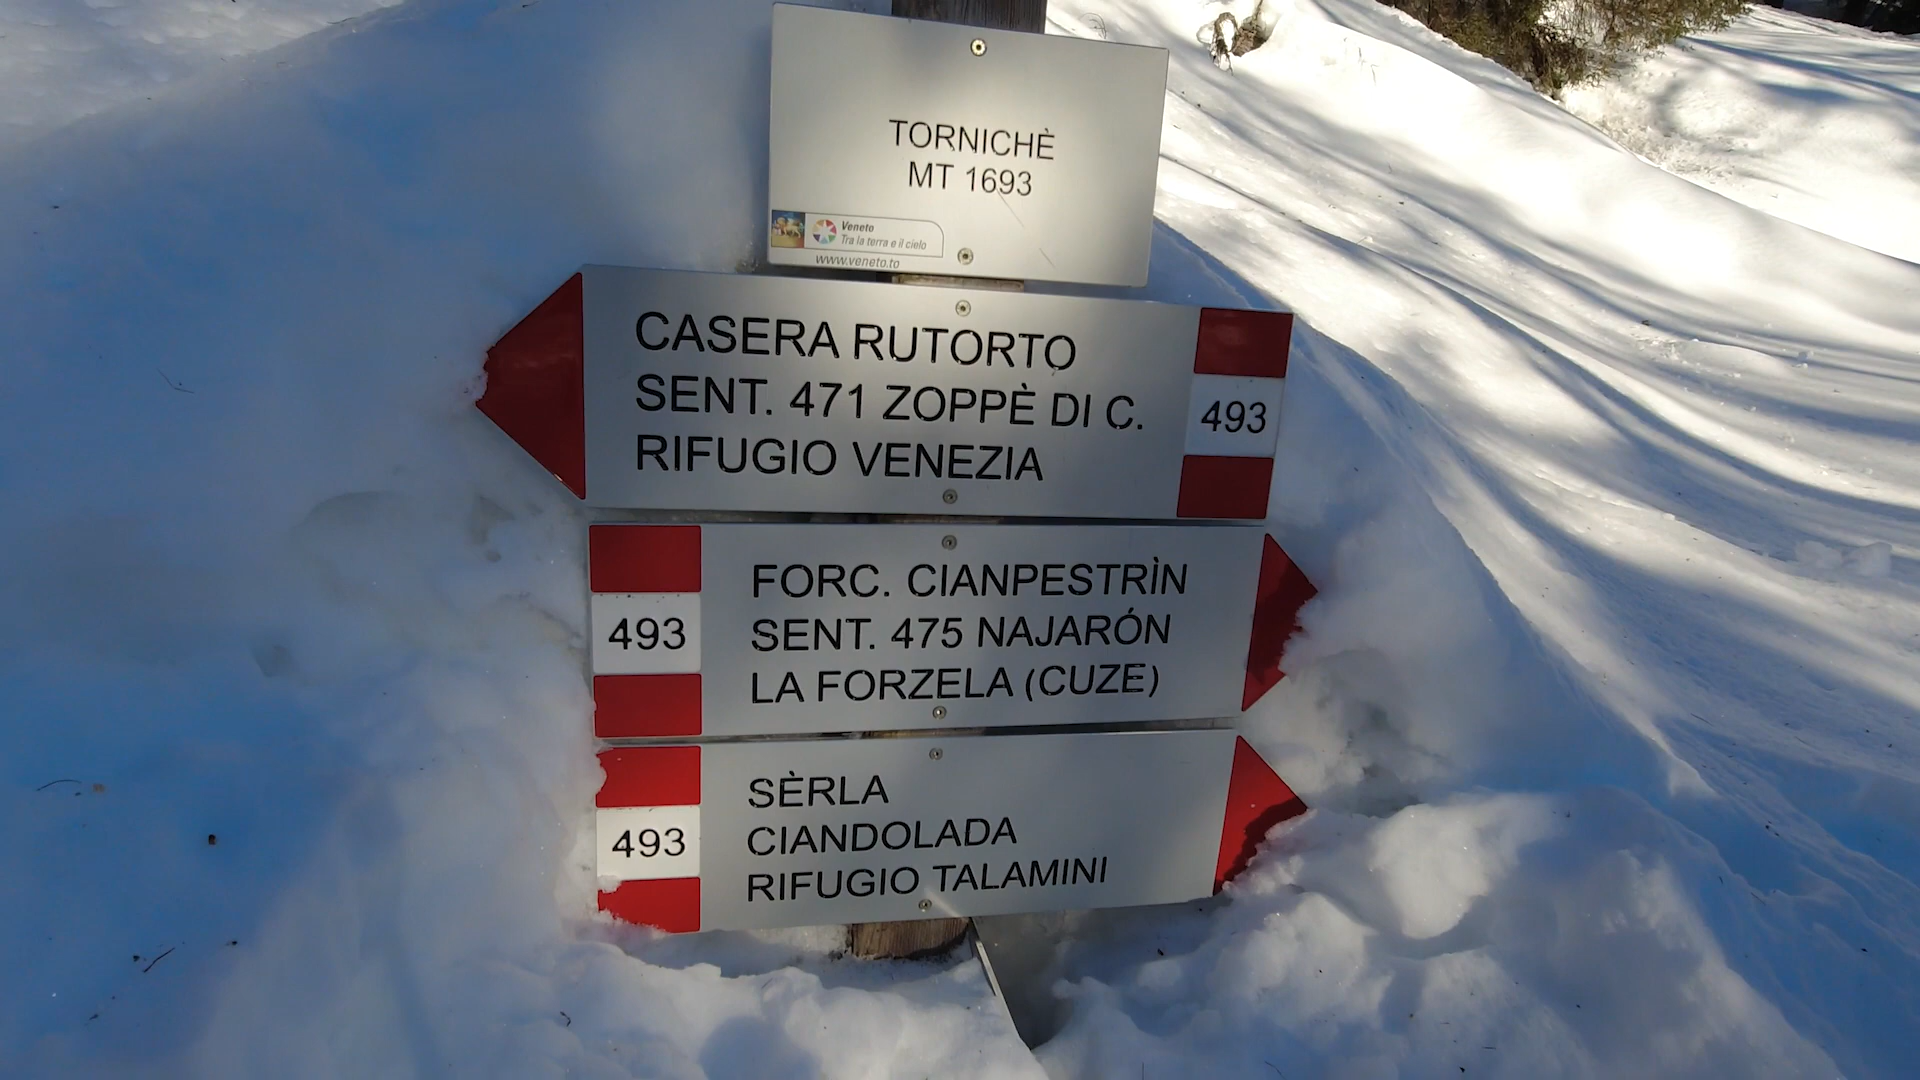 TORNICHÈ
MT 1693
Veneto
Tra la terra e il cielo
www.veneto.to
CASERA RUTORTO
SENT. 471 ZOPPÈ DI C.
RIFUGIO VENEZIA
493
FORC. CIANPESTRÌN
SENT. 475 NAJARÓN
LA FORZELA (CUZE)
493
SÈRLA
CIANDOLADA
RIFUGIO TALAMINI
493